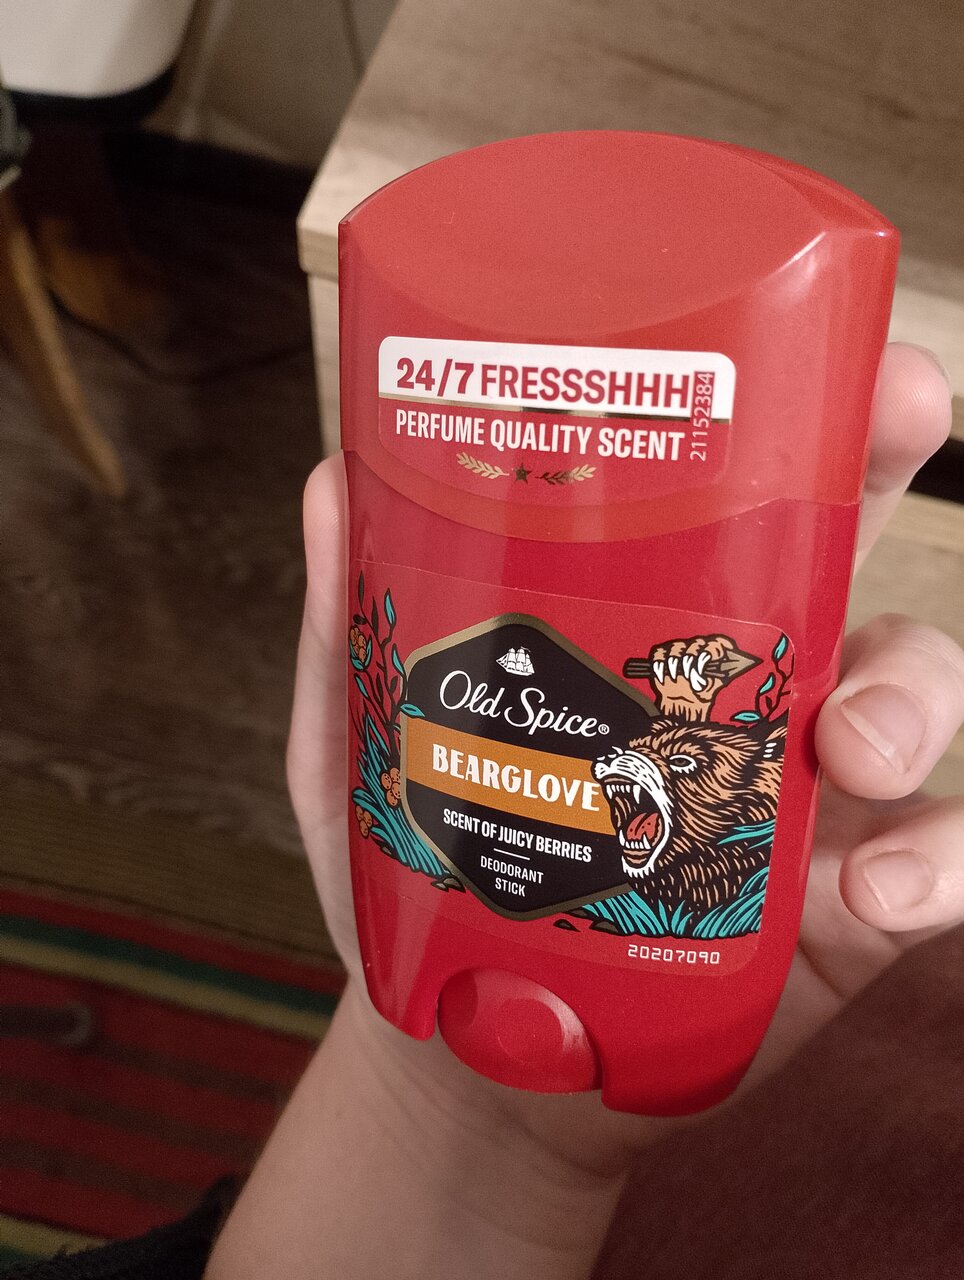 24/7 FRESSSHHH
PERFUME QUALITY SCENT
21152384
Old Spice®
BEARGLOVE
SCENT OF JUICY BERRIES
DEODORANT
STICK
20207090